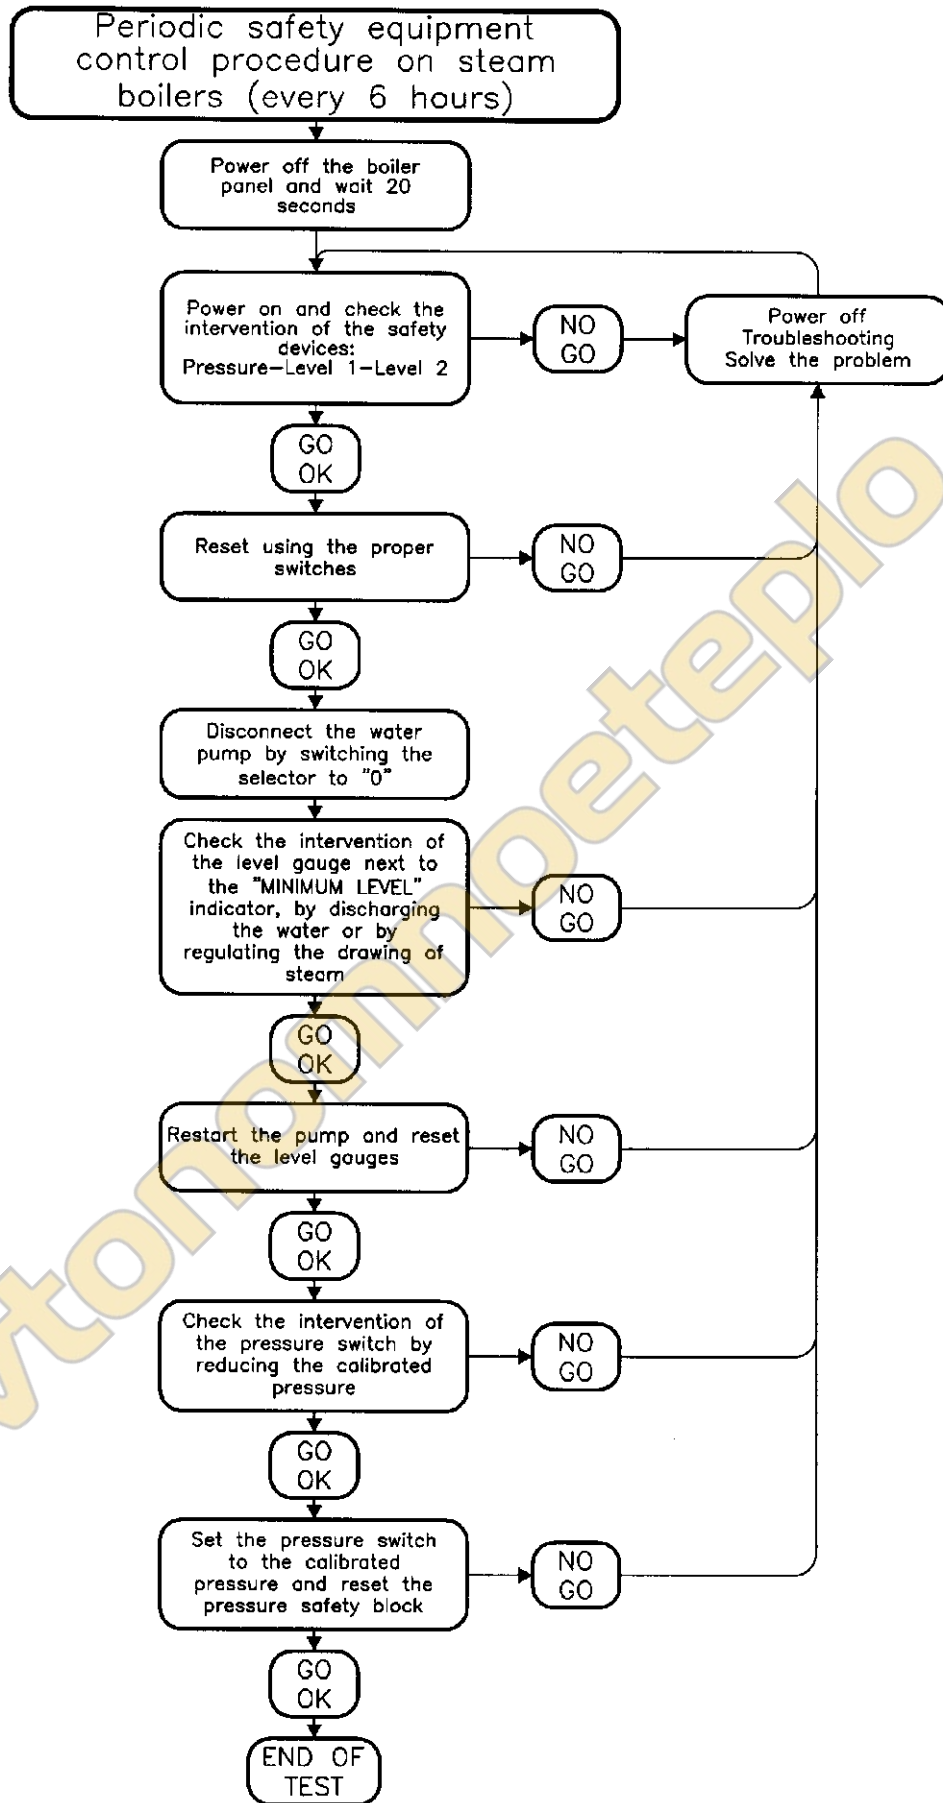 Periodic safety equipment
control procedure on steam
boilers (every 6 hours)
Power off the boiler
panel and wait 20
seconds
Power on and check the
intervention of the safety
devices:
Pressure-Level 1-Level 2
NO
GO
Power off
Troubleshooting
Solve the problem
GO
OK
Reset using the proper
switches
NO
GO
GO
OK
Disconnect the water
pump by switching the
selector to "0"
Check the intervention of
the level gauge next to
the "MINIMUM LEVEL"
indicator, by discharging
the water or by
regulating the drawing of
steam
NO
GO
GO
OK
Restart the pump and reset
the level gauges
NO
GO
GO
OK
Check the intervention of
the pressure switch by
reducing the calibrated
pressure
NO
GO
GO
OK
Set the pressure switch
to the calibrated
pressure and reset the
pressure safety block
NO
GO
GO
OK
END OF
TEST
vtonomnoeteplo